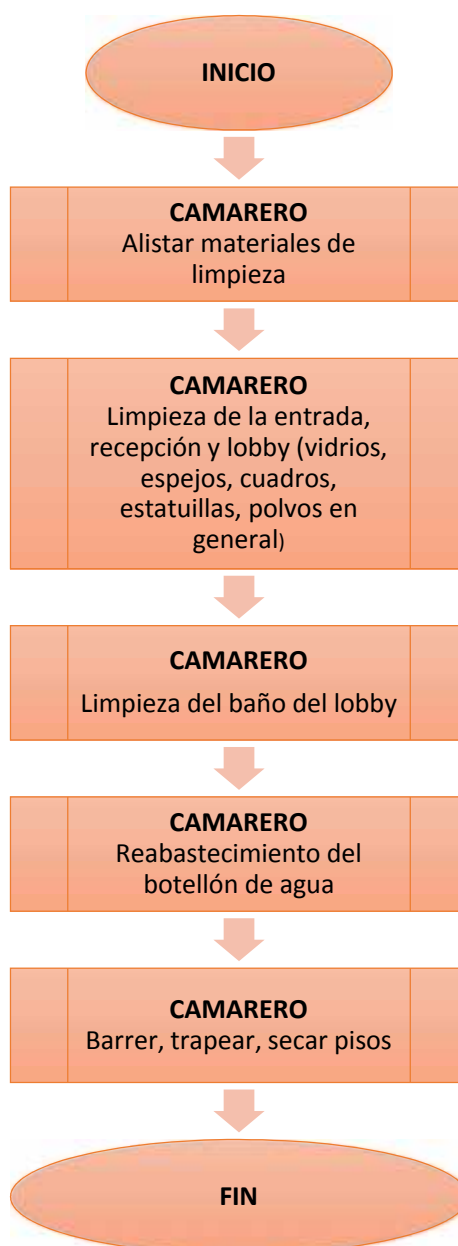 INICIO
CAMARERO
Alistar materiales de
limpieza
CAMARERO
Limpieza de la entrada,
recepción y lobby (vidrios,
espejos, cuadros,
estatuillas, polvos en
general)
CAMARERO
Limpieza del baño del lobby
CAMARERO
Reabastecimiento del
botellón de agua
CAMARERO
Barrer, trapear, secar pisos
FIN